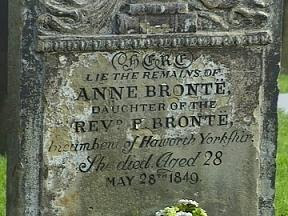 HERE
LIE THE REMAINS OF
ANNE BRONTË,
DAUGHTER OF THE
REVD P. BRONTË,
Incumbent of Haworth Yorkshire
She died, Aged 28
MAY 28TH 1849.